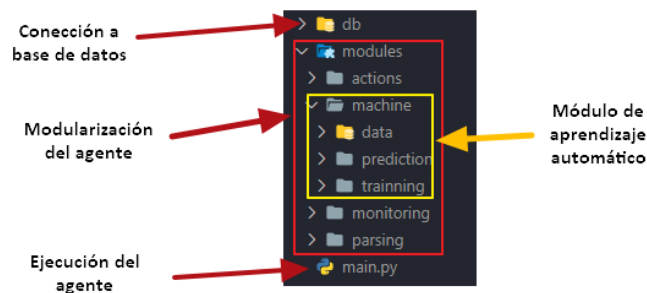 Conección a
base de datos
Modularización
del agente
Ejecución del
agente
db
modules
actions
machine
data
prediction
trainning
monitoring
parsing
main.py
Módulo de
aprendizaje
automático